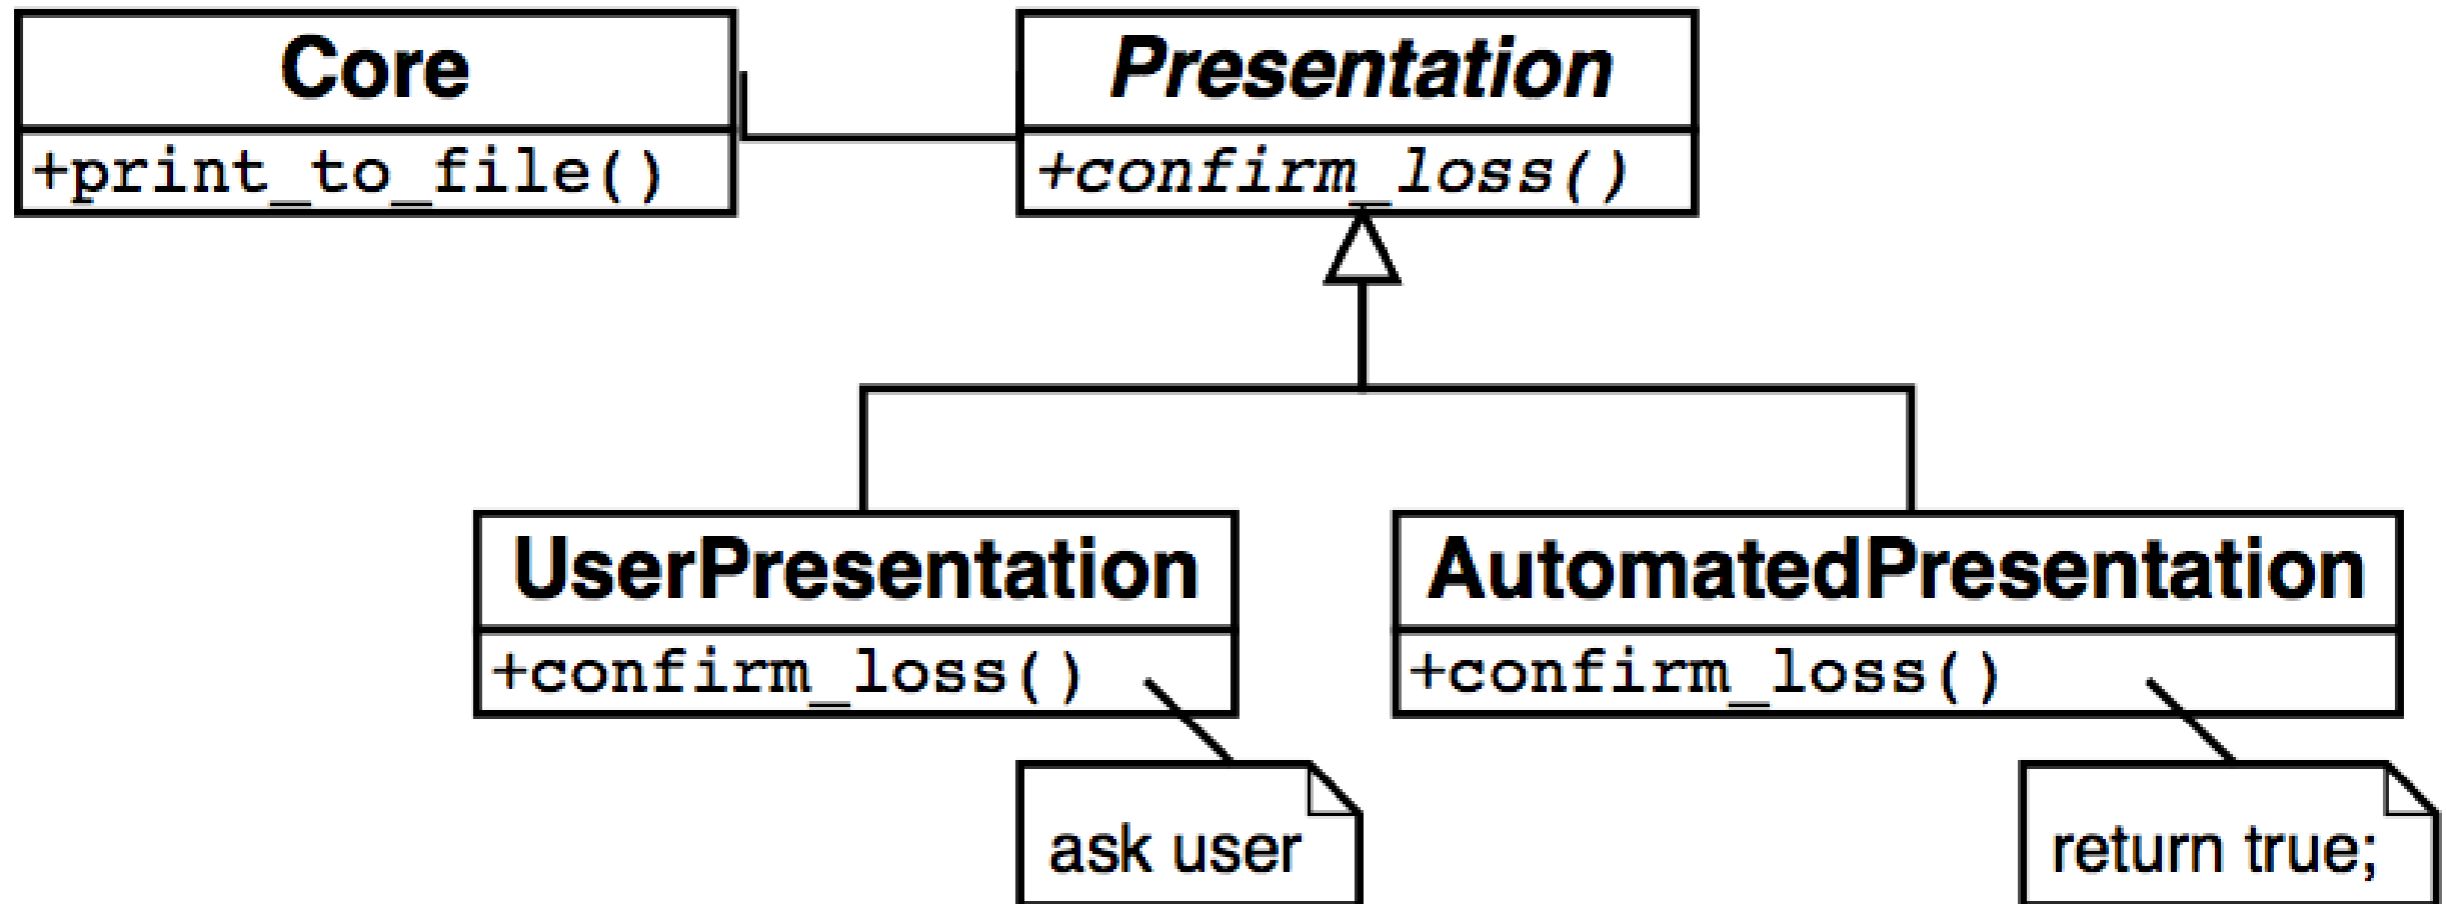 Core
Presentation
+print_to_file()
+confirm_loss()
UserPresentation
AutomatedPresentation
+confirm_loss()
+confirm_loss()
ask user
return true;